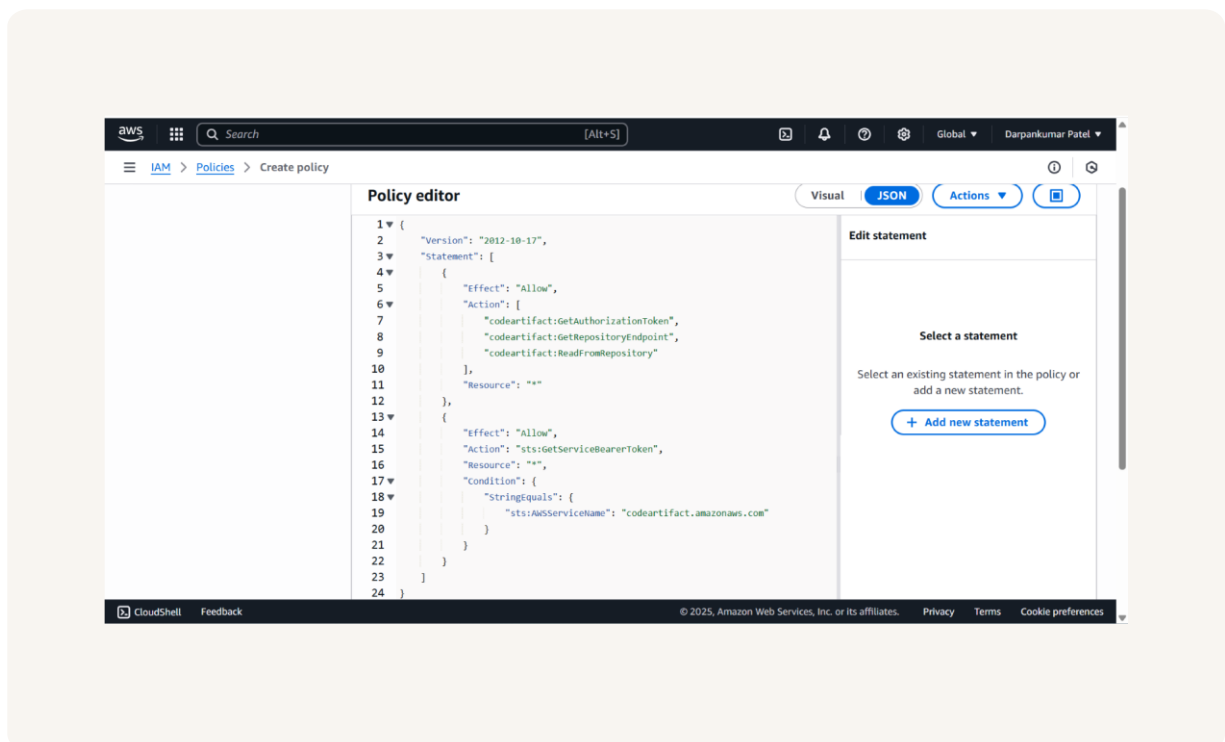 aws
Search [Alt+S] Global Darpankumar Patel
IAM > Policies > Create policy
Policy editor Visual JSON Actions
1 {
2 "Version": "2012-10-17",
3 "Statement": [
4 {
5 "Effect": "Allow",
6 "Action": [
7 "codeartifact:GetAuthorizationToken",
8 "codeartifact:GetRepositoryEndpoint",
9 "codeartifact:ReadFromRepository"
10 ],
11 "Resource": "*"
12 },
13 {
14 "Effect": "Allow",
15 "Action": "sts:GetServiceBearerToken",
16 "Resource": "*",
17 "Condition": {
18 "StringEquals": {
19 "sts:AWSServiceName": "codeartifact.amazonaws.com"
20 }
21 }
22 }
23 ]
24 }
Edit statement
Select a statement
Select an existing statement in the policy or
add a new statement.
+ Add new statement
CloudShell Feedback © 2025, Amazon Web Services, Inc. or its affiliates. Privacy Terms Cookie preferences